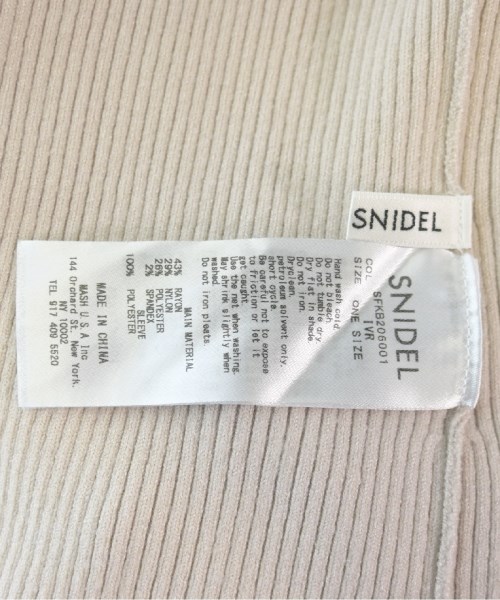 SNIDEL
SNIDEL
SFKB206001
COL IVR
SIZE ONE SIZE
Hand wash cold.
Do not bleach.
Do not tumble dry.
Dry flat in shade.
Do not iron.
Dryclean.
petroleum solvent only.
short cycle.
Be careful not to expose
to friction or let it
get caught.
Use the net when washing.
May shrink slightly when
washed.
Do not iron pleats
MAIN MATERIAL
43% RAYON
29% NYLON
26% POLYESTER
2% SPANDEX
SLEEVE
100% POLYESTER
MADE IN CHINA
MASH U.S.A Inc
144 Orchard St. New York.
NY 10002
TEL 917 409 5520